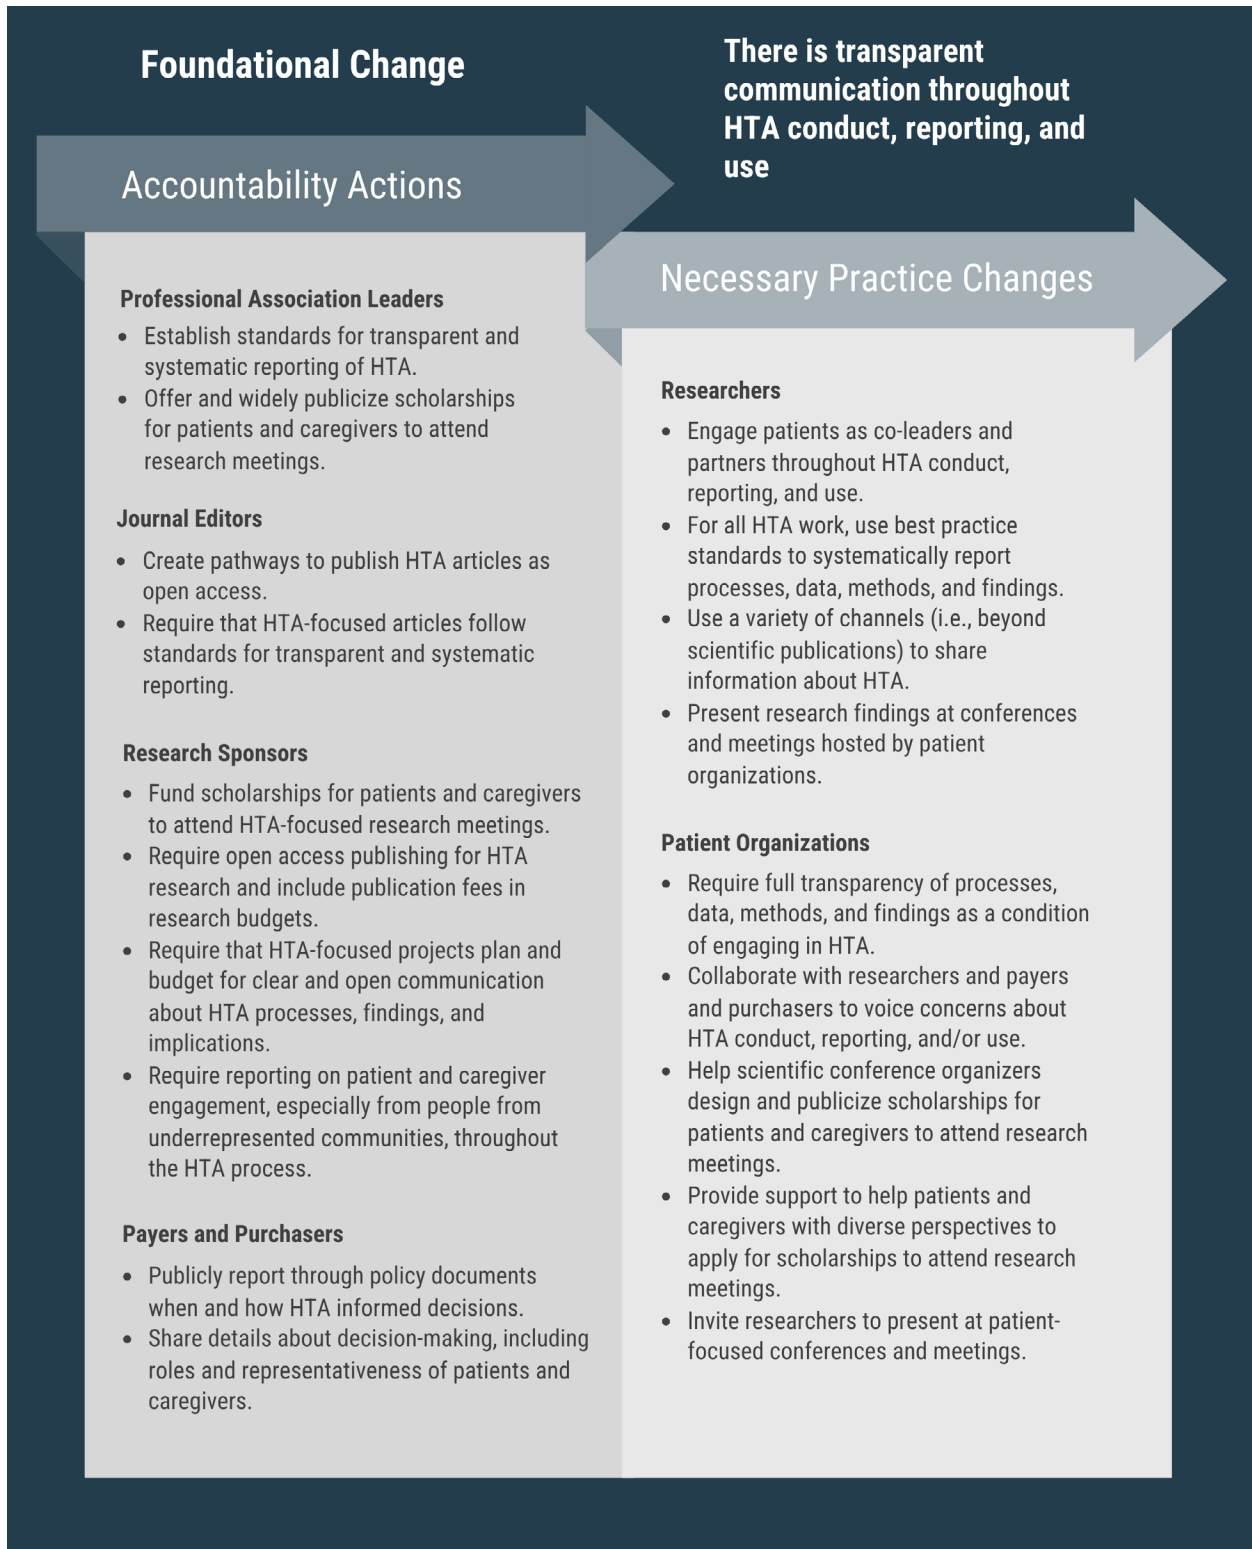 Foundational Change
There is transparent
communication throughout
HTA conduct, reporting, and
use
Accountability Actions
Professional Association Leaders
• Establish standards for transparent and
systematic reporting of HTA.
• Offer and widely publicize scholarships
for patients and caregivers to attend
research meetings.
Journal Editors
• Create pathways to publish HTA articles as
open access.
• Require that HTA-focused articles follow
standards for transparent and systematic
reporting.
Research Sponsors
• Fund scholarships for patients and caregivers
to attend HTA-focused research meetings.
• Require open access publishing for HTA
research and include publication fees in
research budgets.
• Require that HTA-focused projects plan and
budget for clear and open communication
about HTA processes, findings, and
implications.
• Require reporting on patient and caregiver
engagement, especially from people from
underrepresented communities, throughout
the HTA process.
Payers and Purchasers
• Publicly report through policy documents
when and how HTA informed decisions.
• Share details about decision-making, including
roles and representativeness of patients and
caregivers.
Necessary Practice Changes
Researchers
• Engage patients as co-leaders and
partners throughout HTA conduct,
reporting, and use.
• For all HTA work, use best practice
standards to systematically report
processes, data, methods, and findings.
• Use a variety of channels (i.e., beyond
scientific publications) to share
information about HTA.
• Present research findings at conferences
and meetings hosted by patient
organizations.
Patient Organizations
• Require full transparency of processes,
data, methods, and findings as a condition
of engaging in HTA.
• Collaborate with researchers and payers
and purchasers to voice concerns about
HTA conduct, reporting, and/or use.
• Help scientific conference organizers
design and publicize scholarships for
patients and caregivers to attend research
meetings.
• Provide support to help patients and
caregivers with diverse perspectives to
apply for scholarships to attend research
meetings.
• Invite researchers to present at patient-
focused conferences and meetings.